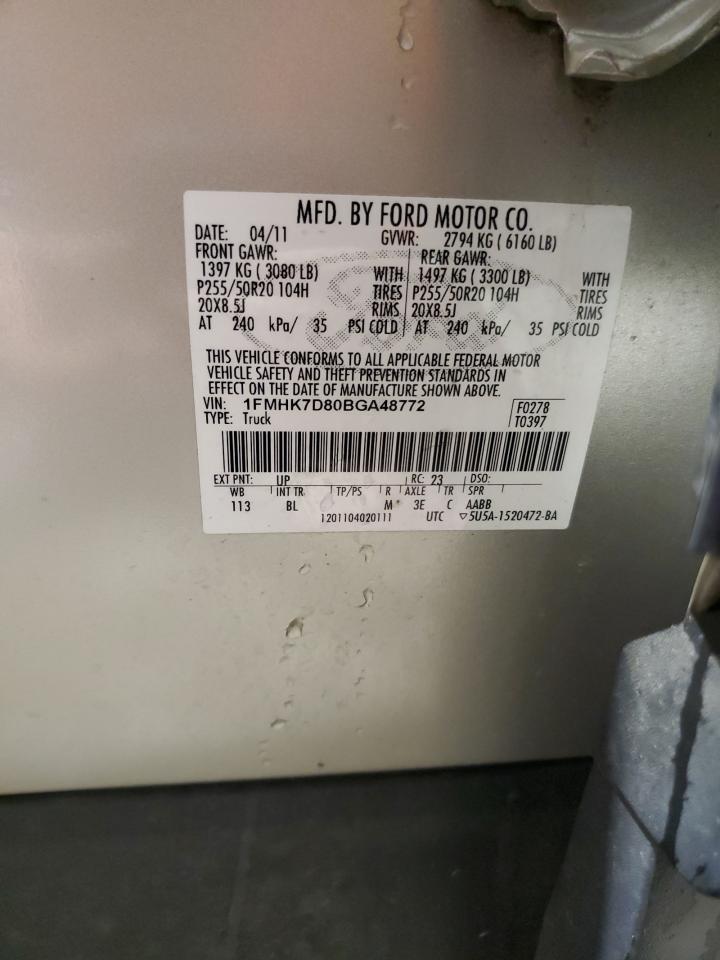 MFD. BY FORD MOTOR CO.
DATE: 04/11 GVWR: 2794 KG ( 6160 LB)
FRONT GAWR: REAR GAWR:
1397 KG ( 3080 LB) WITH 1497 KG ( 3300 LB) WITH
P255/50R20 104H TIRES P255/50R20 104H TIRES
20X8.5J RIMS 20X8.5J RIMS
AT 240 kPa/ 35 PSI COLD AT 240 kPa/ 35 PSI COLD
THIS VEHICLE CONFORMS TO ALL APPLICABLE FEDERAL MOTOR
VEHICLE SAFETY AND THEFT PREVENTION STANDARDS IN
EFFECT ON THE DATE OF MANUFACTURE SHOWN ABOVE.
VIN: 1FMHK7D80BGA48772 F0278
TYPE: Truck T0397
EXT PNT: UP RC: 23 DSO:
WB INT TR TP/PS R AXLE TR SPR
113 BL M 3E C AABB
1201104020111 UTC ▽5U5A-1520472-BA